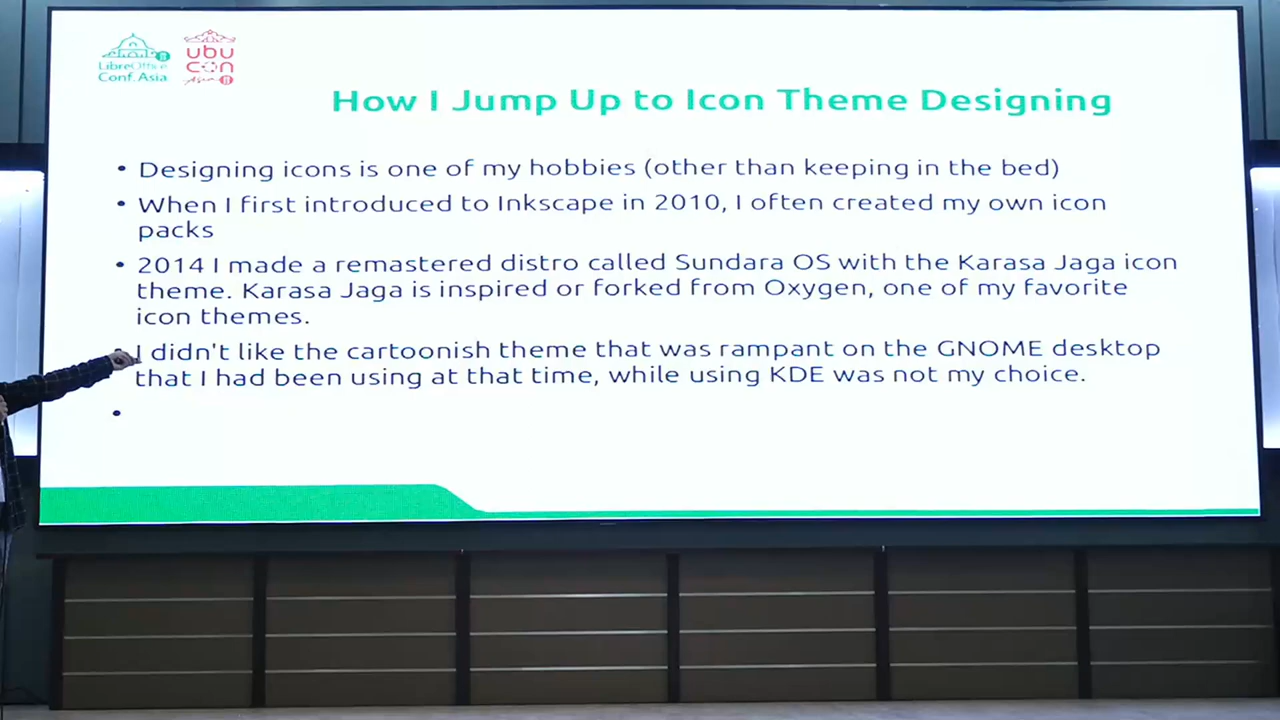 LibreOffice
Conf.Asia
ubu
con
Asia
How I Jump Up to Icon Theme Designing
• Designing icons is one of my hobbies (other than keeping in the bed)
• When I first introduced to Inkscape in 2010, I often created my own icon
packs
• 2014 I made a remastered distro called Sundara OS with the Karasa Jaga icon
theme. Karasa Jaga is inspired or forked from Oxygen, one of my favorite
icon themes.
• I didn't like the cartoonish theme that was rampant on the GNOME desktop
that I had been using at that time, while using KDE was not my choice.
•